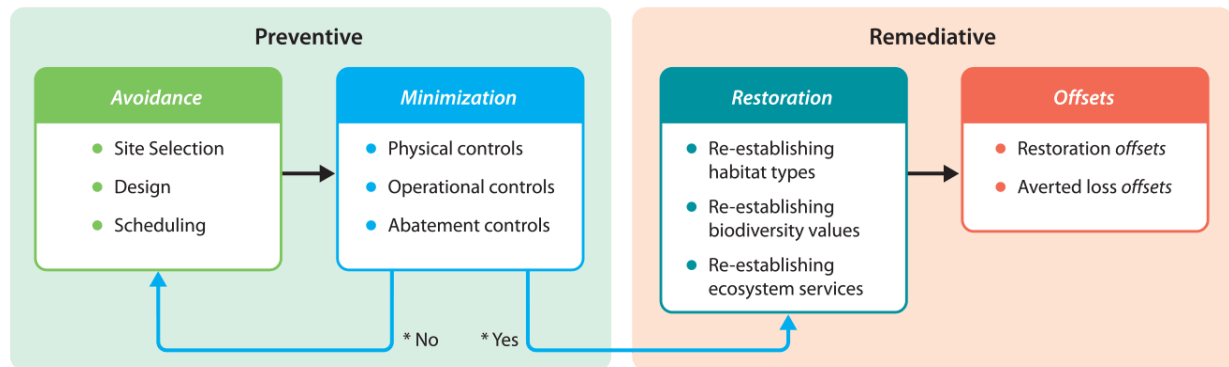 Preventive
Avoidance
Site Selection
Design
Scheduling
Minimization
Physical controls
Operational controls
Abatement controls
* No
* Yes
Remediative
Restoration
Re-establishing
habitat types
Re-establishing
biodiversity values
Re-establishing
ecosystem services
Offsets
Restoration offsets
Averted loss offsets